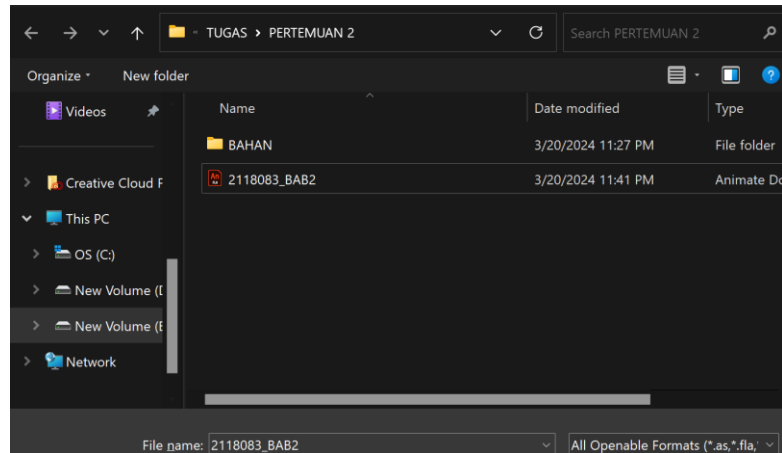 TUGAS > PERTEMUAN 2
Search PERTEMUAN 2
Organize
New folder
Name
Date modified
Type
Videos
BAHAN
3/20/2024 11:27 PM
File folder
Creative Cloud F
2118083_BAB2
3/20/2024 11:41 PM
Animate Do
This PC
OS (C:)
New Volume (D
New Volume (E
Network
File name: 2118083_BAB2
All Openable Formats (*.as,*.fla,